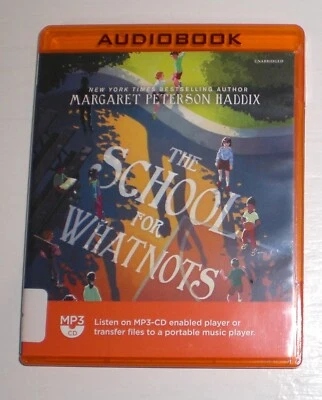 AUDIOBOOK
UNABRIDGED
NEW YORK TIMES BESTSELLING AUTHOR
MARGARET PETERSON HADDIX
THE
SCHOOL
FOR
WHATNOTS
MP3
CD
Listen on MP3-CD enabled player or
transfer files to a portable music player.